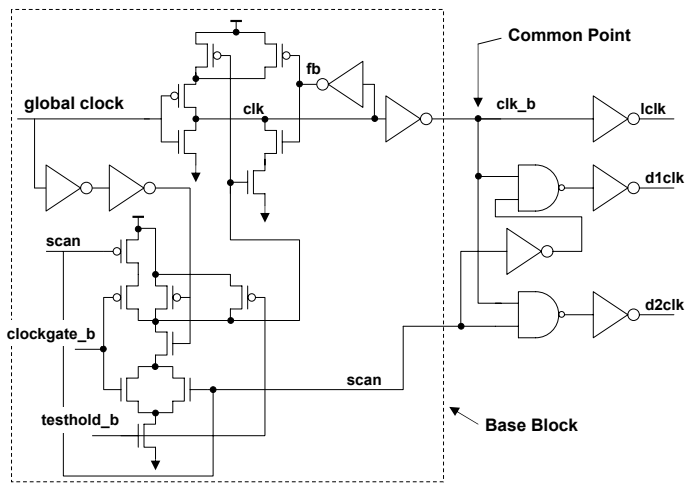 Common Point
fb
global clock
clk
clk_b
lclk
d1clk
scan
d2clk
clockgate_b
scan
testhold_b
Base Block